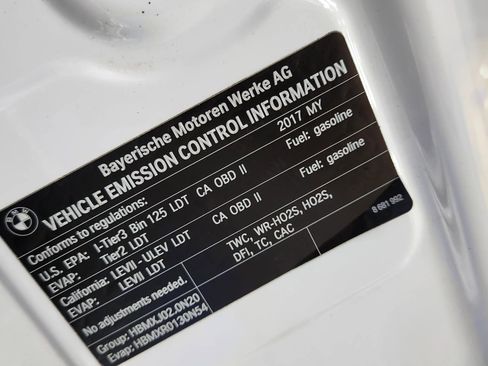 Bayerische Motoren Werke AG
VEHICLE EMISSION CONTROL INFORMATION
Conforms to regulations: 2017 MY
U.S. EPA: I-Tier3 Bin 125 LDT CA OBD II Fuel: gasoline
EVAP: Tier2 LDT
California: LEVII - ULEV LDT CA OBD II Fuel: gasoline
EVAP: LEVII LDT
No adjustments needed. TWC, WR-HO2S, HO2S,
Group: HBMXJ02.0N20 DFI, TC, CAC
Evap: HBMXR0130N54 8 681 992